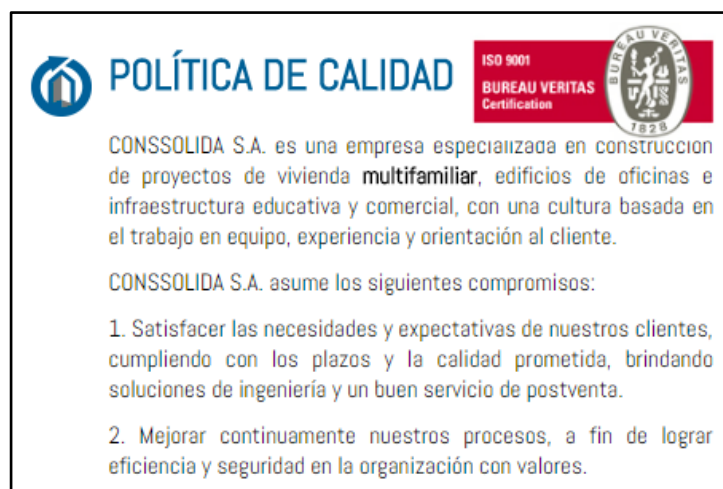 POLÍTICA DE CALIDAD
ISO 9001
BUREAU VERITAS
Certification
BUREAU VERITAS
1828
CONSSOLIDA S.A. es una empresa especializada en construcción
de proyectos de vivienda multifamiliar, edificios de oficinas e
infraestructura educativa y comercial, con una cultura basada en
el trabajo en equipo, experiencia y orientación al cliente.
CONSSOLIDA S.A. asume los siguientes compromisos:
1. Satisfacer las necesidades y expectativas de nuestros clientes,
cumpliendo con los plazos y la calidad prometida, brindando
soluciones de ingeniería y un buen servicio de postventa.
2. Mejorar continuamente nuestros procesos, a fin de lograr
eficiencia y seguridad en la organización con valores.